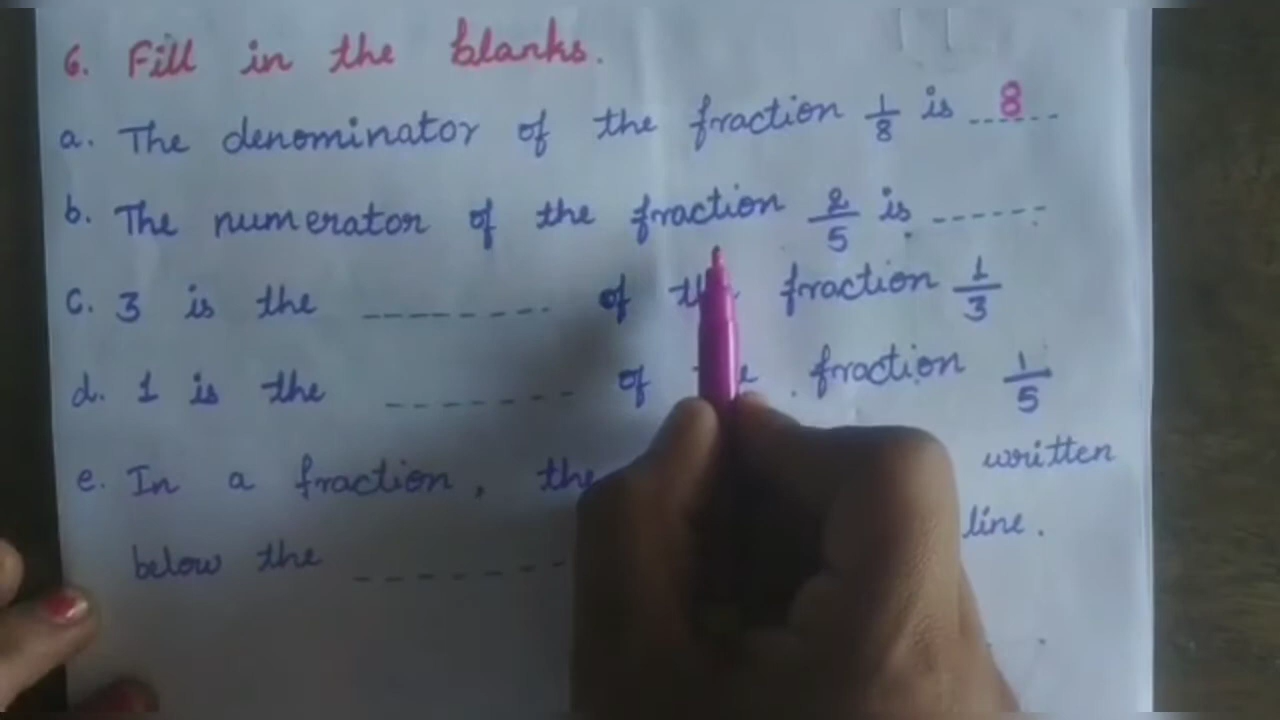 6. Fill in the blanks.
a. The denominator of the fraction 1/8 is ----8----
b. The numerator of the fraction 2/5 is --------
c. 3 is the --------- of the fraction 1/3
d. 1 is the --------- of fraction 1/5
e. In a fraction, the written
below the --------- line.